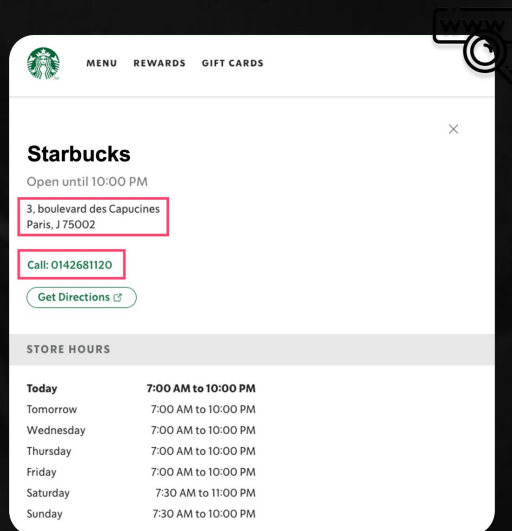 www
MENU REWARDS GIFT CARDS
Starbucks
Open until 10:00 PM
3, boulevard des Capucines
Paris, J 75002
Call: 0142681120
Get Directions
STORE HOURS
Today 7:00 AM to 10:00 PM
Tomorrow 7:00 AM to 10:00 PM
Wednesday 7:00 AM to 10:00 PM
Thursday 7:00 AM to 10:00 PM
Friday 7:00 AM to 10:00 PM
Saturday 7:30 AM to 11:00 PM
Sunday 7:30 AM to 10:00 PM